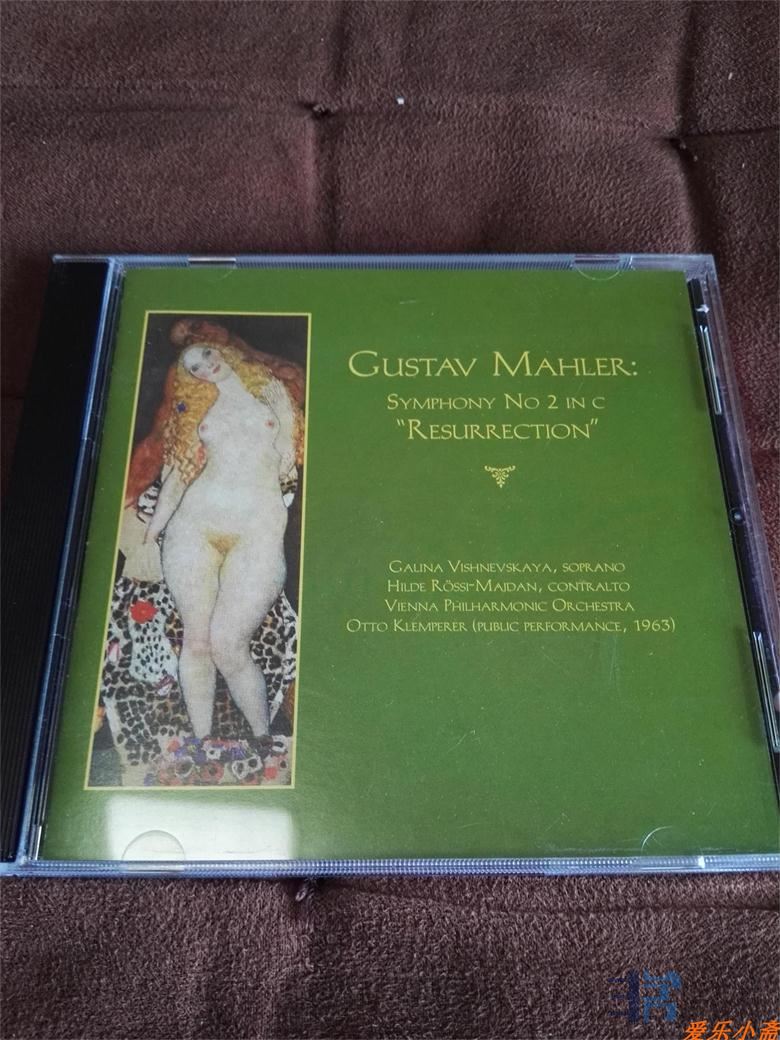 GUSTAV MAHLER:
SYMPHONY NO 2 IN C
"RESURRECTION"
GALINA VISHNEVSKAYA, SOPRANO
HILDE RÖSSI-MAJDAN, CONTRALTO
VIENNA PHILHARMONIC ORCHESTRA
OTTO KLEMPERER (PUBLIC PERFORMANCE, 1963)
爱乐小斋